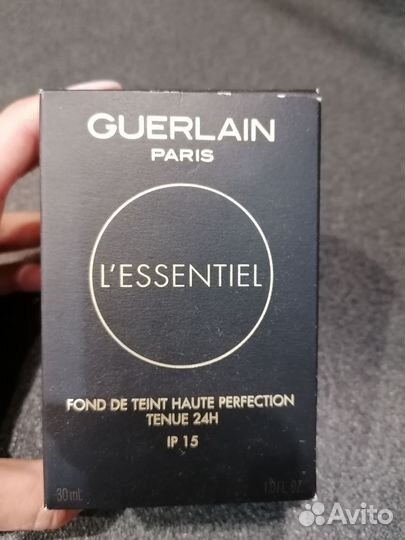 GUERLAIN
PARIS
L'ESSENTIEL
FOND DE TEINT HAUTE PERFECTION
TENUE 24H
IP 15
30 mL 1.0 FL. OZ.
Avito